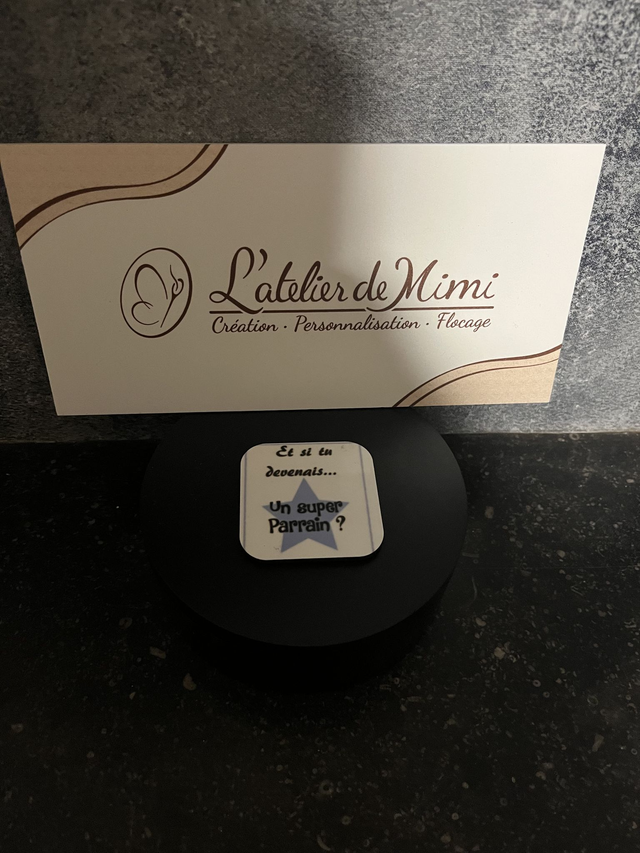 L'atelier de Mimi
Création · Personnalisation · Flocage
Et si tu
devenais...
Un super
Parrain ?